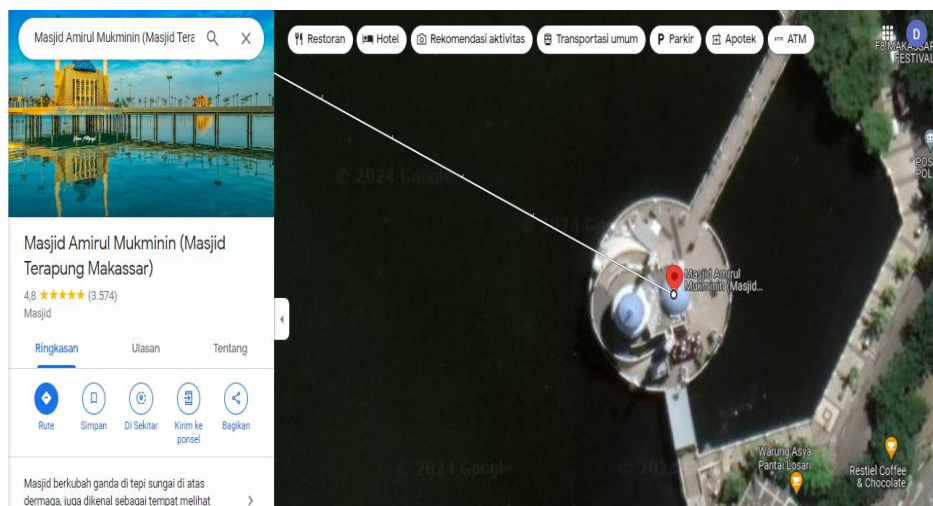 Masjid Amirul Mukminin (Masjid Tera
Restoran
Hotel
Rekomendasi aktivitas
Transportasi umum
P Parkir
Apotek
ATM
D
F8 MAKASSAR
FESTIVAL
POS
POL
© 2024 Google
Masjid Amirul Mukminin (Masjid
Terapung Makassar)
4,8 (3.574)
Masjid
Ringkasan
Ulasan
Tentang
Rute
Simpan
Di Sekitar
Kirim ke
ponsel
Bagikan
Masjid berkubah ganda di tepi sungai di atas
dermaga, juga dikenal sebagai tempat melihat
Masjid Amirul
Mukminin (Masjid...
Warung Asya
Pantai Losari
Restiel Coffee
& Chocolate
© 2024 Google